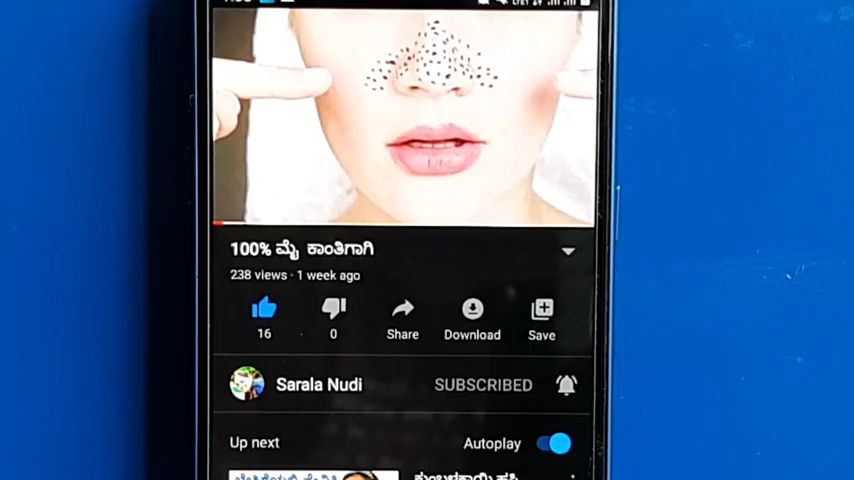 100% ಮೈ ಕಾಂತಿಗಾಗಿ
238 views · 1 week ago
16 0 Share Download Save
Sarala Nudi SUBSCRIBED
Up next Autoplay